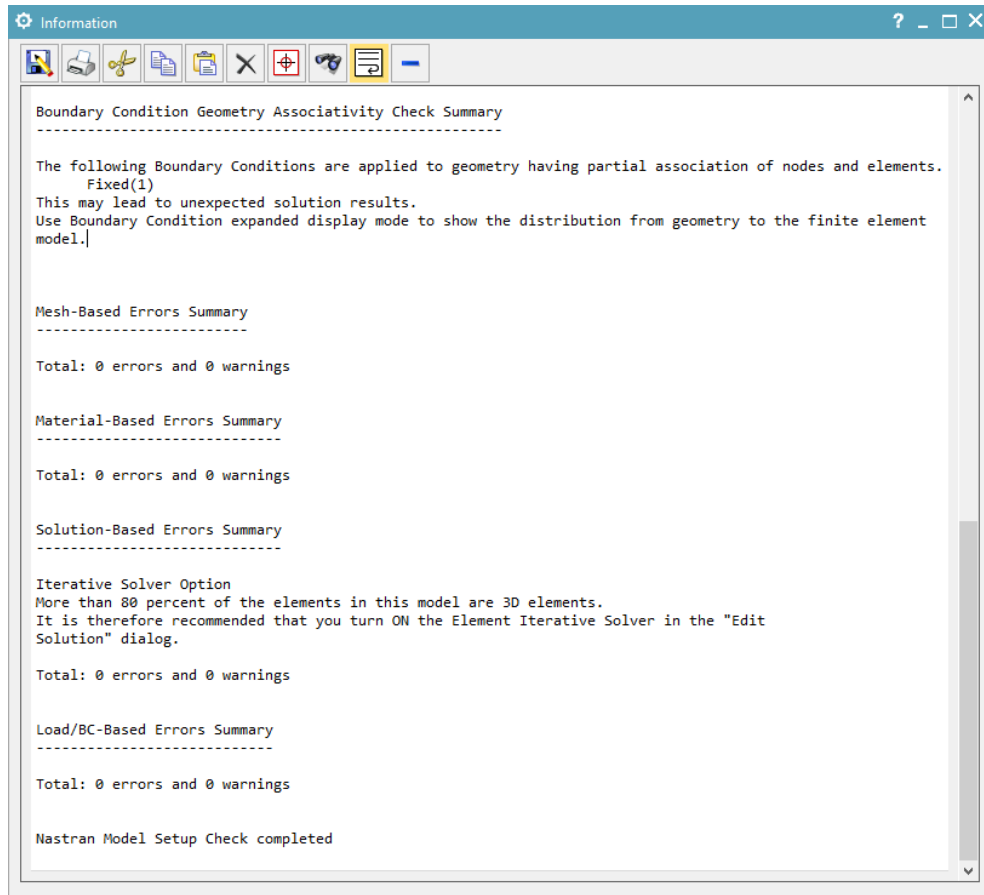 Information
Boundary Condition Geometry Associativity Check Summary
-------------------------------------------------------
The following Boundary Conditions are applied to geometry having partial association of nodes and elements.
Fixed(1)
This may lead to unexpected solution results.
Use Boundary Condition expanded display mode to show the distribution from geometry to the finite element
model.
Mesh-Based Errors Summary
-------------------------
Total: 0 errors and 0 warnings
Material-Based Errors Summary
-----------------------------
Total: 0 errors and 0 warnings
Solution-Based Errors Summary
-----------------------------
Iterative Solver Option
More than 80 percent of the elements in this model are 3D elements.
It is therefore recommended that you turn ON the Element Iterative Solver in the "Edit
Solution" dialog.
Total: 0 errors and 0 warnings
Load/BC-Based Errors Summary
----------------------------
Total: 0 errors and 0 warnings
Nastran Model Setup Check completed